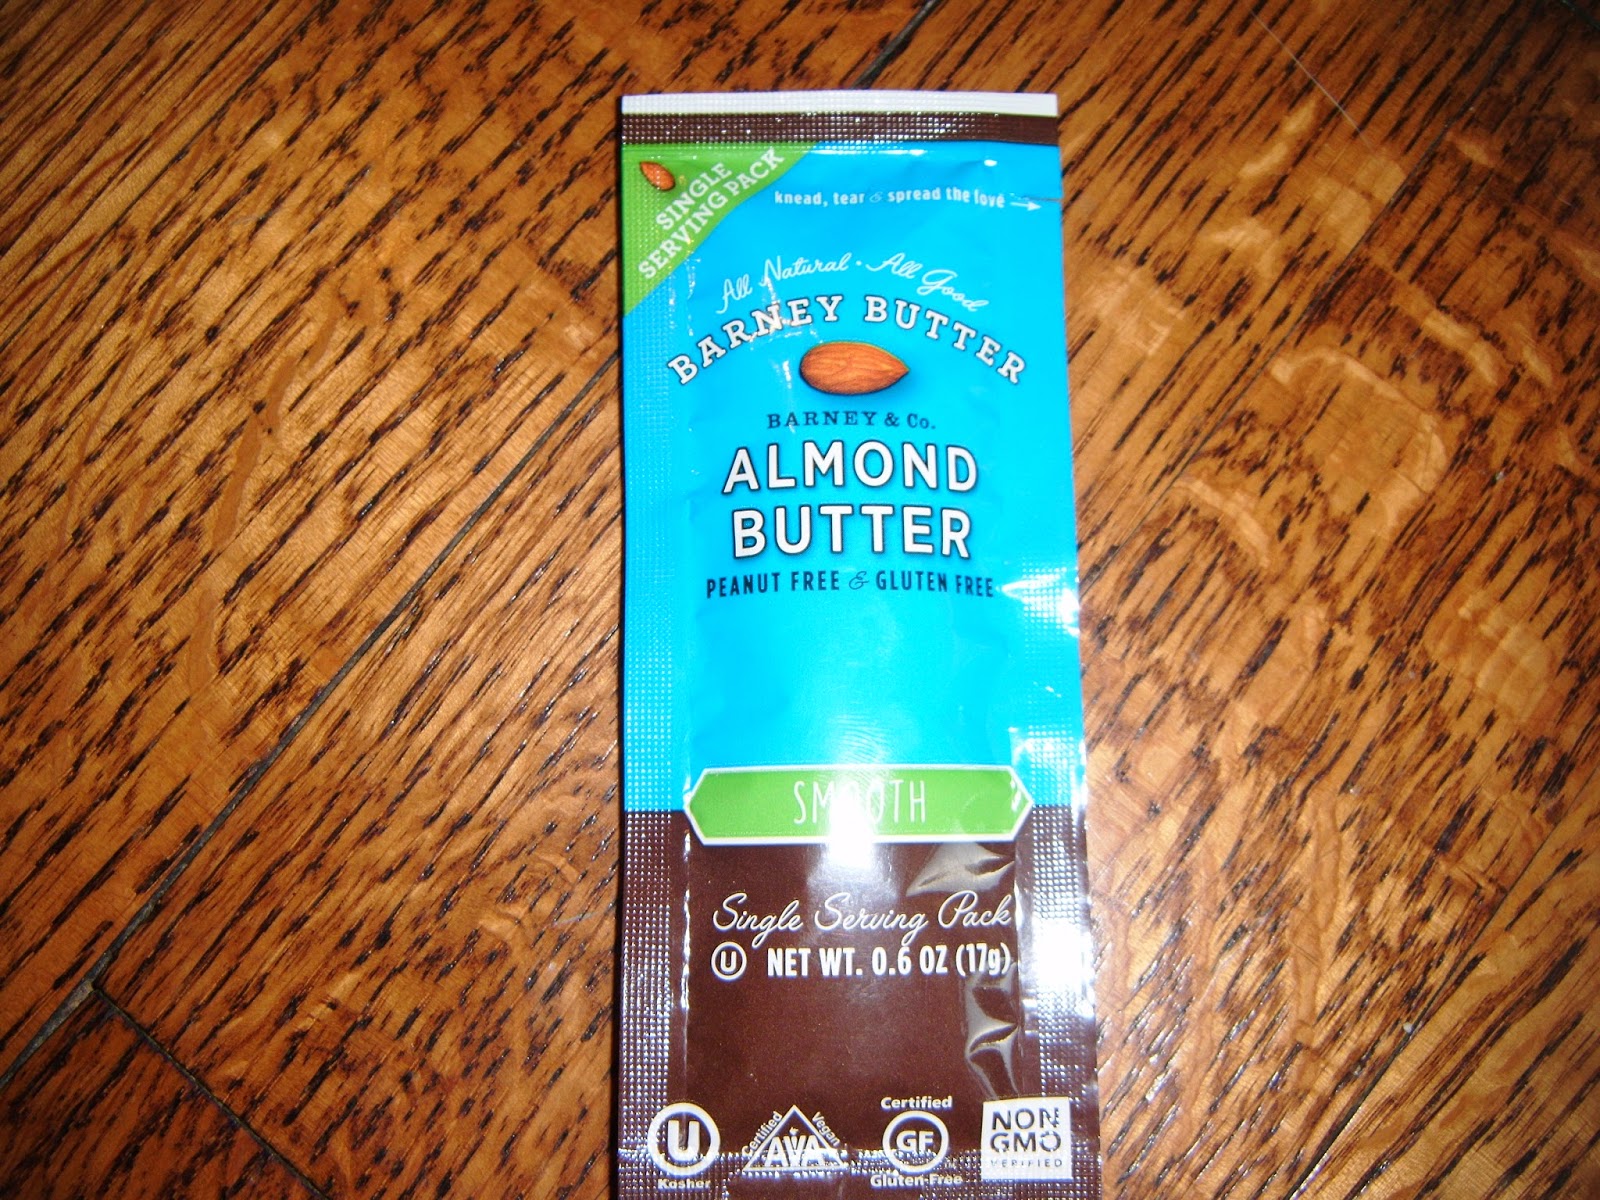 SINGLE
SERVING PACK
knead, tear & spread the love
All Natural · All Good
BARNEY BUTTER
BARNEY & Co.
ALMOND
BUTTER
PEANUT FREE & GLUTEN FREE
SMOOTH
Single Serving Pack
U NET WT. 0.6 OZ (17g)
U
Kosher
Certified Vegan
AVA
Certified
GF
Gluten-Free
NON
GMO
VERIFIED